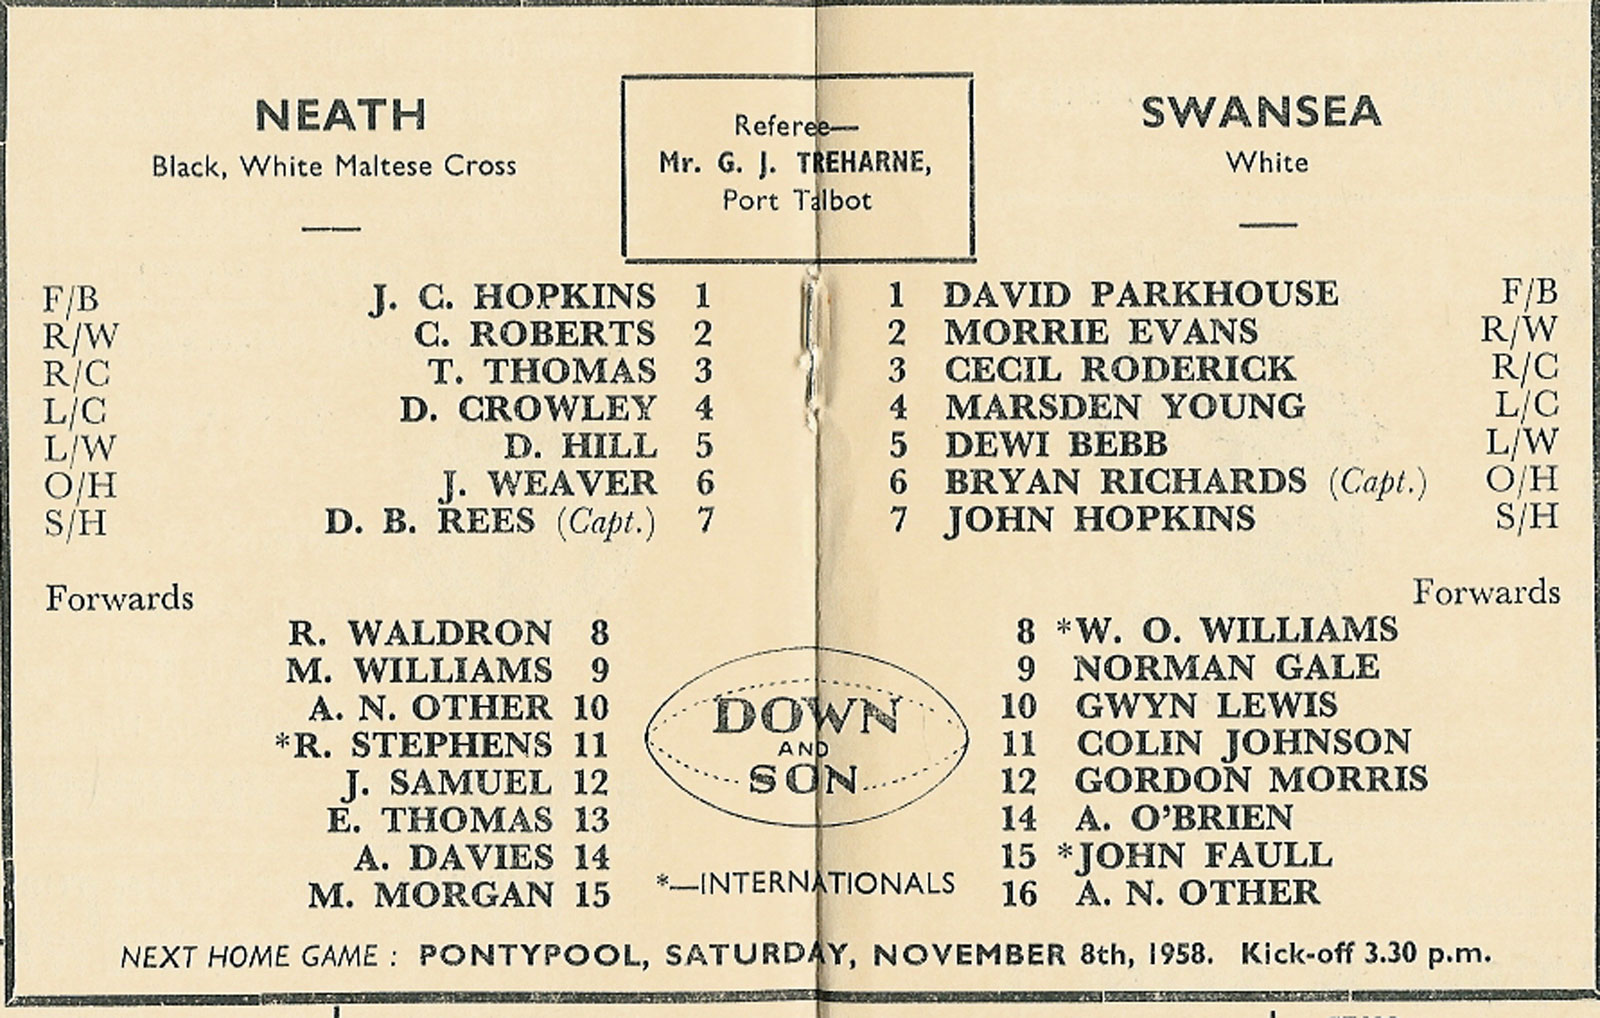 NEATH
Black, White Maltese Cross
Referee—
Mr. G. J. TREHARNE,
Port Talbot
SWANSEA
White
F/B J. C. HOPKINS 1
R/W C. ROBERTS 2
R/C T. THOMAS 3
L/C D. CROWLEY 4
L/W D. HILL 5
O/H J. WEAVER 6
S/H D. B. REES (Capt.) 7
Forwards
R. WALDRON 8
M. WILLIAMS 9
A. N. OTHER 10
*R. STEPHENS 11
J. SAMUEL 12
E. THOMAS 13
A. DAVIES 14
M. MORGAN 15
1 DAVID PARKHOUSE F/B
2 MORRIE EVANS R/W
3 CECIL RODERICK R/C
4 MARSDEN YOUNG L/C
5 DEWI BEBB L/W
6 BRYAN RICHARDS (Capt.) O/H
7 JOHN HOPKINS S/H
Forwards
8 *W. O. WILLIAMS
9 NORMAN GALE
10 GWYN LEWIS
11 COLIN JOHNSON
12 GORDON MORRIS
14 A. O'BRIEN
15 *JOHN FAULL
16 A. N. OTHER
DOWN
AND
SON
*—INTERNATIONALS
NEXT HOME GAME : PONTYPOOL, SATURDAY, NOVEMBER 8th, 1958. Kick-off 3.30 p.m.